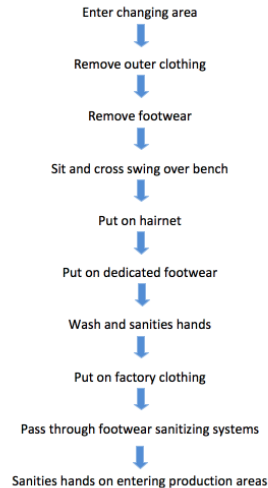 Enter changing area
Remove outer clothing
Remove footwear
Sit and cross swing over bench
Put on hairnet
Put on dedicated footwear
Wash and sanities hands
Put on factory clothing
Pass through footwear sanitizing systems
Sanities hands on entering production areas